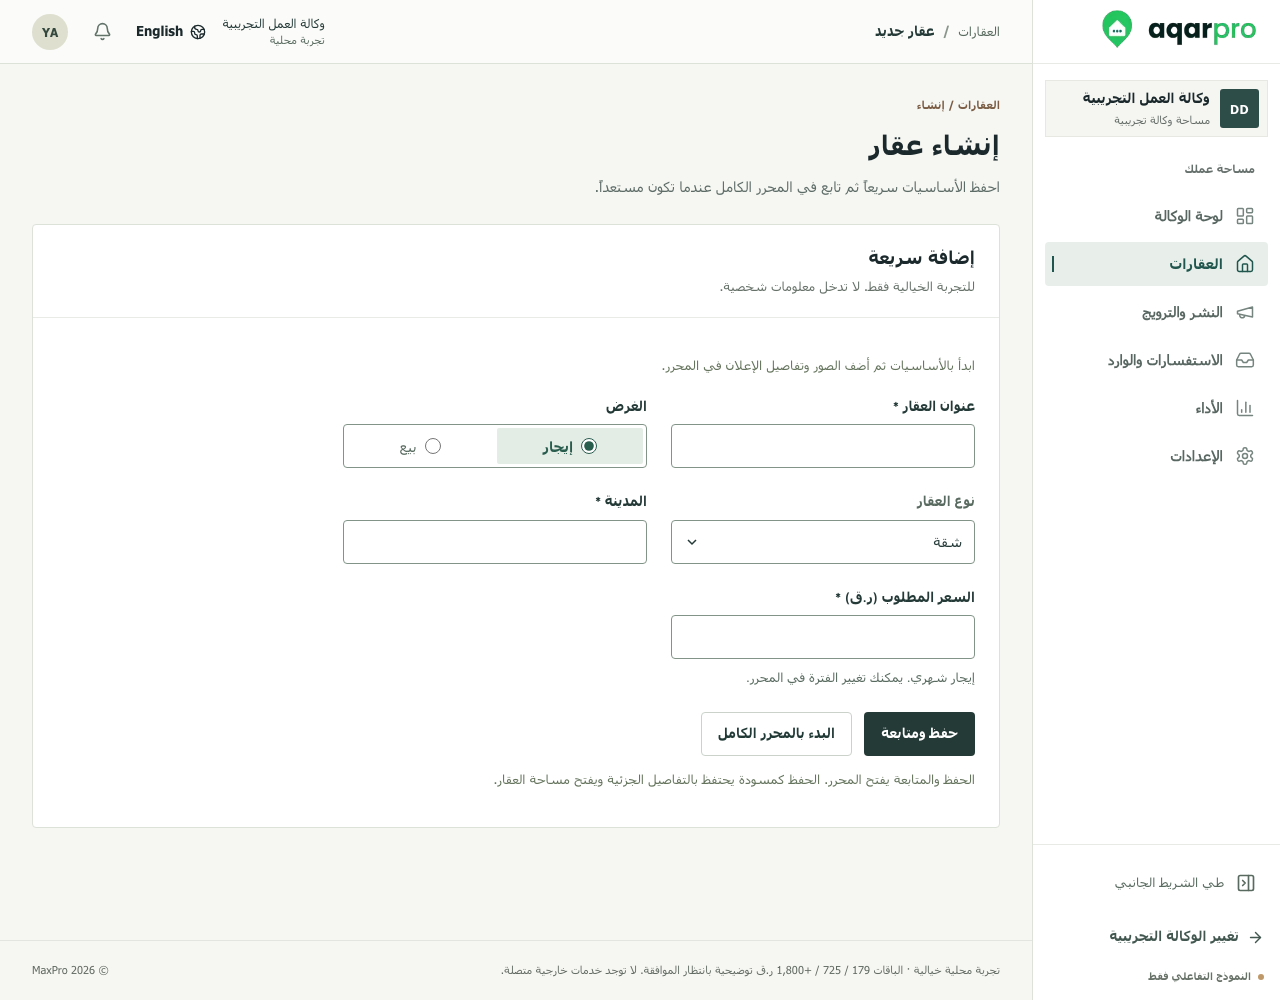 aqarpro
DD
وكالة العمل التجريبية
مساحة وكالة تجريبية
مساحة عملك
لوحة الوكالة
العقارات
النشر والترويج
الاستفسارات والوارد
الأداء
الإعدادات
طي الشريط الجانبي
تغيير الوكالة التجريبية
النموذج التفاعلي فقط
العقارات / عقار جديد
وكالة العمل التجريبية
تجربة محلية
English
YA
العقارات / إنشاء
إنشاء عقار
احفظ الأساسيات سريعاً ثم تابع في المحرر الكامل عندما تكون مستعداً.
إضافة سريعة
للتجربة الخيالية فقط. لا تدخل معلومات شخصية.
ابدأ بالأساسيات ثم أضف الصور وتفاصيل الإعلان في المحرر.
عنوان العقار *
الغرض
إيجار
بيع
نوع العقار
المدينة *
شقة
السعر المطلوب (ر.ق) *
إيجار شهري. يمكنك تغيير الفترة في المحرر.
حفظ ومتابعة
البدء بالمحرر الكامل
الحفظ والمتابعة يفتح المحرر. الحفظ كمسودة يحتفظ بالتفاصيل الجزئية ويفتح مساحة العقار.
تجربة محلية خيالية · الباقات 179 / 725 / +1,800 ر.ق توضيحية بانتظار الموافقة. لا توجد خدمات خارجية متصلة.
MaxPro 2026 ©